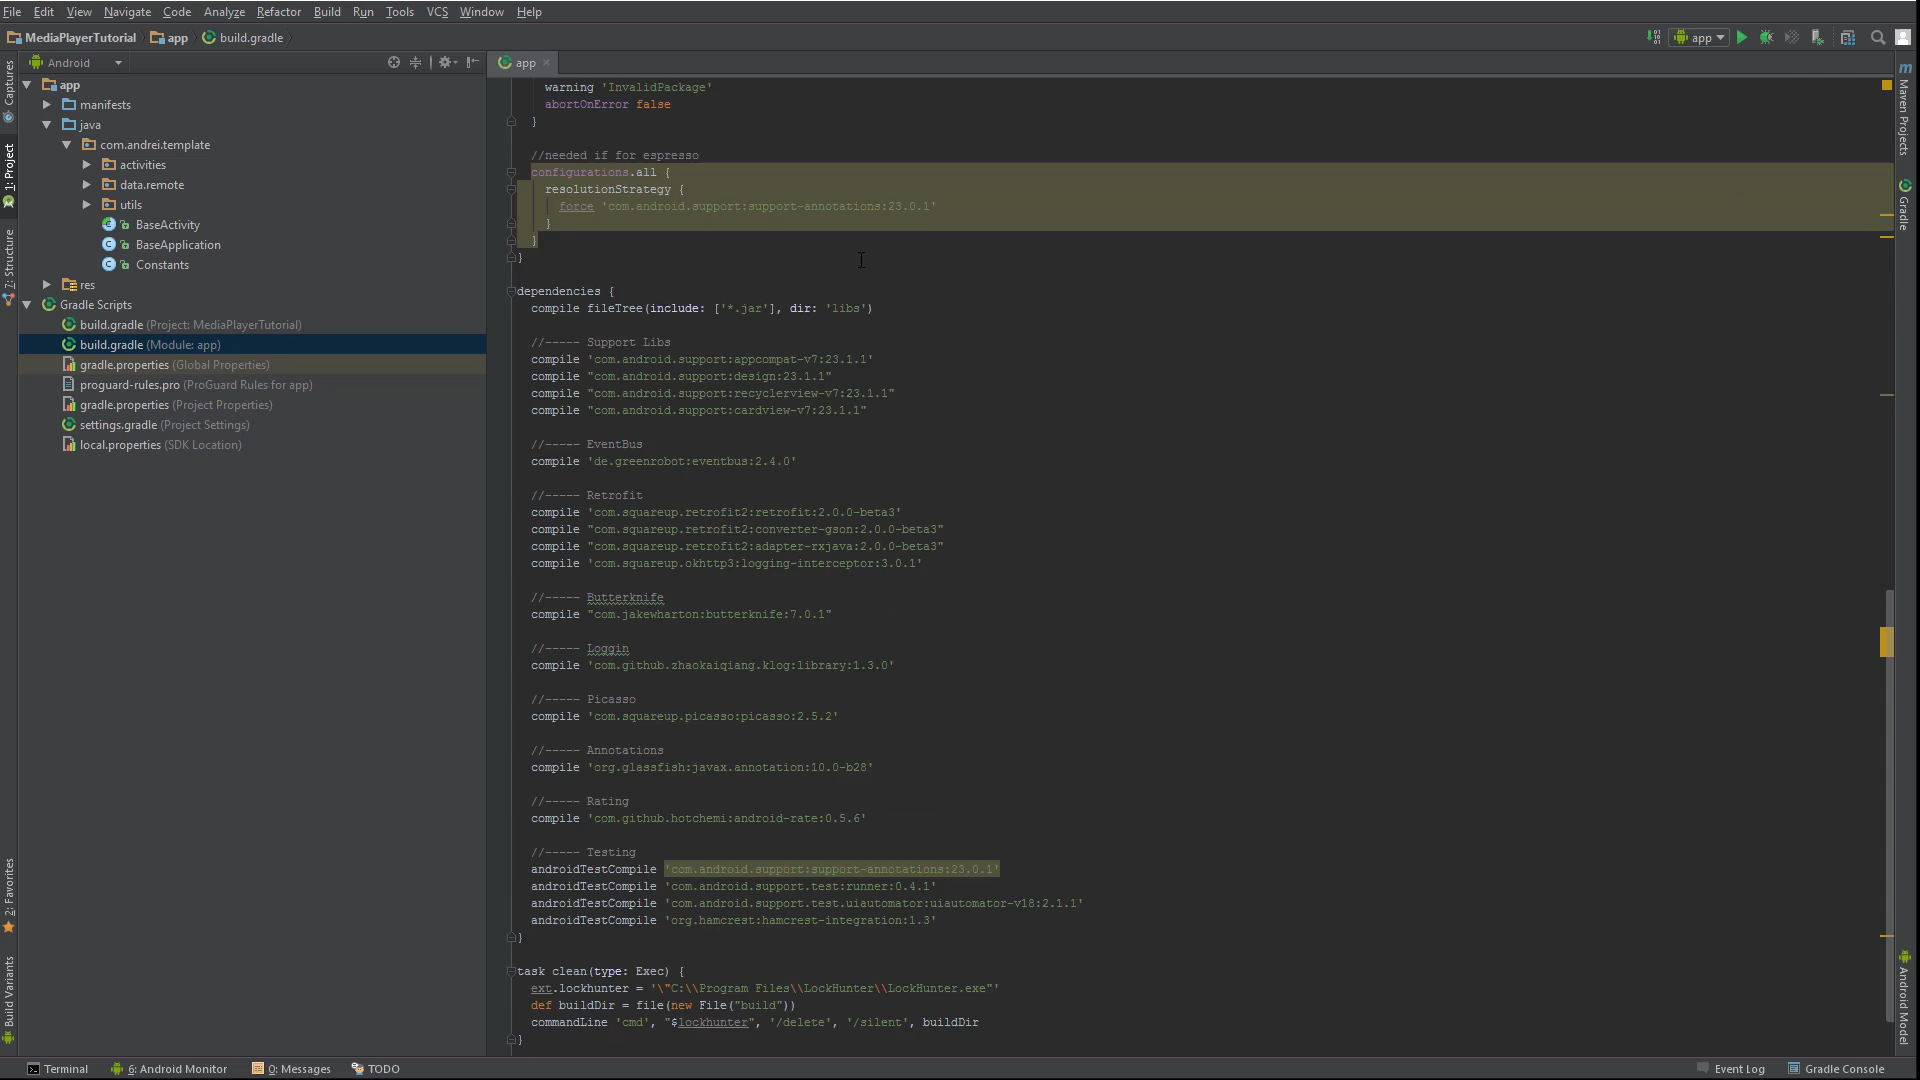 File Edit View Navigate Code Analyze Refactor Build Run Tools VCS Window Help
MediaPlayerTutorial app build.gradle
app
Android
app
Captures
1: Project
7: Structure
2: Favorites
Build Variants
app
manifests
java
com.andrei.template
activities
data.remote
utils
BaseActivity
BaseApplication
Constants
res
Gradle Scripts
build.gradle (Project: MediaPlayerTutorial)
build.gradle (Module: app)
gradle.properties (Global Properties)
proguard-rules.pro (ProGuard Rules for app)
gradle.properties (Project Properties)
settings.gradle (Project Settings)
local.properties (SDK Location)
warning 'InvalidPackage'
abortOnError false
}
//needed if for espresso
configurations.all {
resolutionStrategy {
force 'com.android.support:support-annotations:23.0.1'
}
}
}
dependencies {
compile fileTree(include: ['*.jar'], dir: 'libs')
//----- Support Libs
compile 'com.android.support:appcompat-v7:23.1.1'
compile "com.android.support:design:23.1.1"
compile "com.android.support:recyclerview-v7:23.1.1"
compile "com.android.support:cardview-v7:23.1.1"
//----- EventBus
compile 'de.greenrobot:eventbus:2.4.0'
//----- Retrofit
compile 'com.squareup.retrofit2:retrofit:2.0.0-beta3'
compile "com.squareup.retrofit2:converter-gson:2.0.0-beta3"
compile "com.squareup.retrofit2:adapter-rxjava:2.0.0-beta3"
compile 'com.squareup.okhttp3:logging-interceptor:3.0.1'
//----- Butterknife
compile "com.jakewharton:butterknife:7.0.1"
//----- Loggin
compile 'com.github.zhaokaiqiang.klog:library:1.3.0'
//----- Picasso
compile 'com.squareup.picasso:picasso:2.5.2'
//----- Annotations
compile 'org.glassfish:javax.annotation:10.0-b28'
//----- Rating
compile 'com.github.hotchemi:android-rate:0.5.6'
//----- Testing
androidTestCompile 'com.android.support:support-annotations:23.0.1'
androidTestCompile 'com.android.support.test:runner:0.4.1'
androidTestCompile 'com.android.support.test.uiautomator:uiautomator-v18:2.1.1'
androidTestCompile 'org.hamcrest:hamcrest-integration:1.3'
}
task clean(type: Exec) {
ext.lockhunter = '\"C:\\Program Files\\LockHunter\\LockHunter.exe"'
def buildDir = file(new File("build"))
commandLine 'cmd', "$lockhunter", '/delete', '/silent', buildDir
}
m Maven Projects
Gradle
Android Model
Terminal 6: Android Monitor 0: Messages TODO Event Log Gradle Console